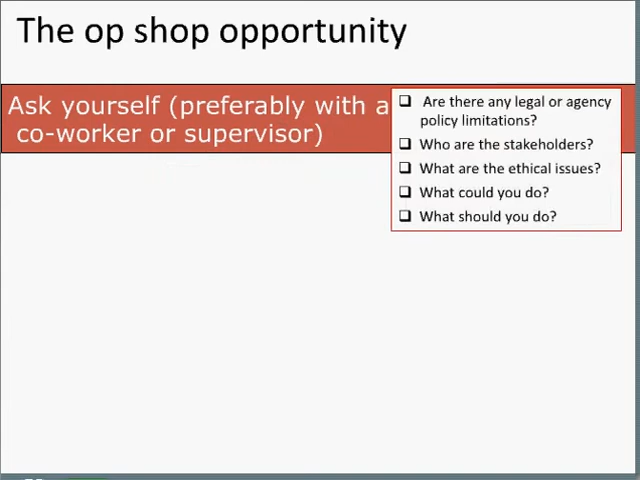 The op shop opportunity
Ask yourself (preferably with a
co-worker or supervisor)
Are there any legal or agency
policy limitations?
Who are the stakeholders?
What are the ethical issues?
What could you do?
What should you do?